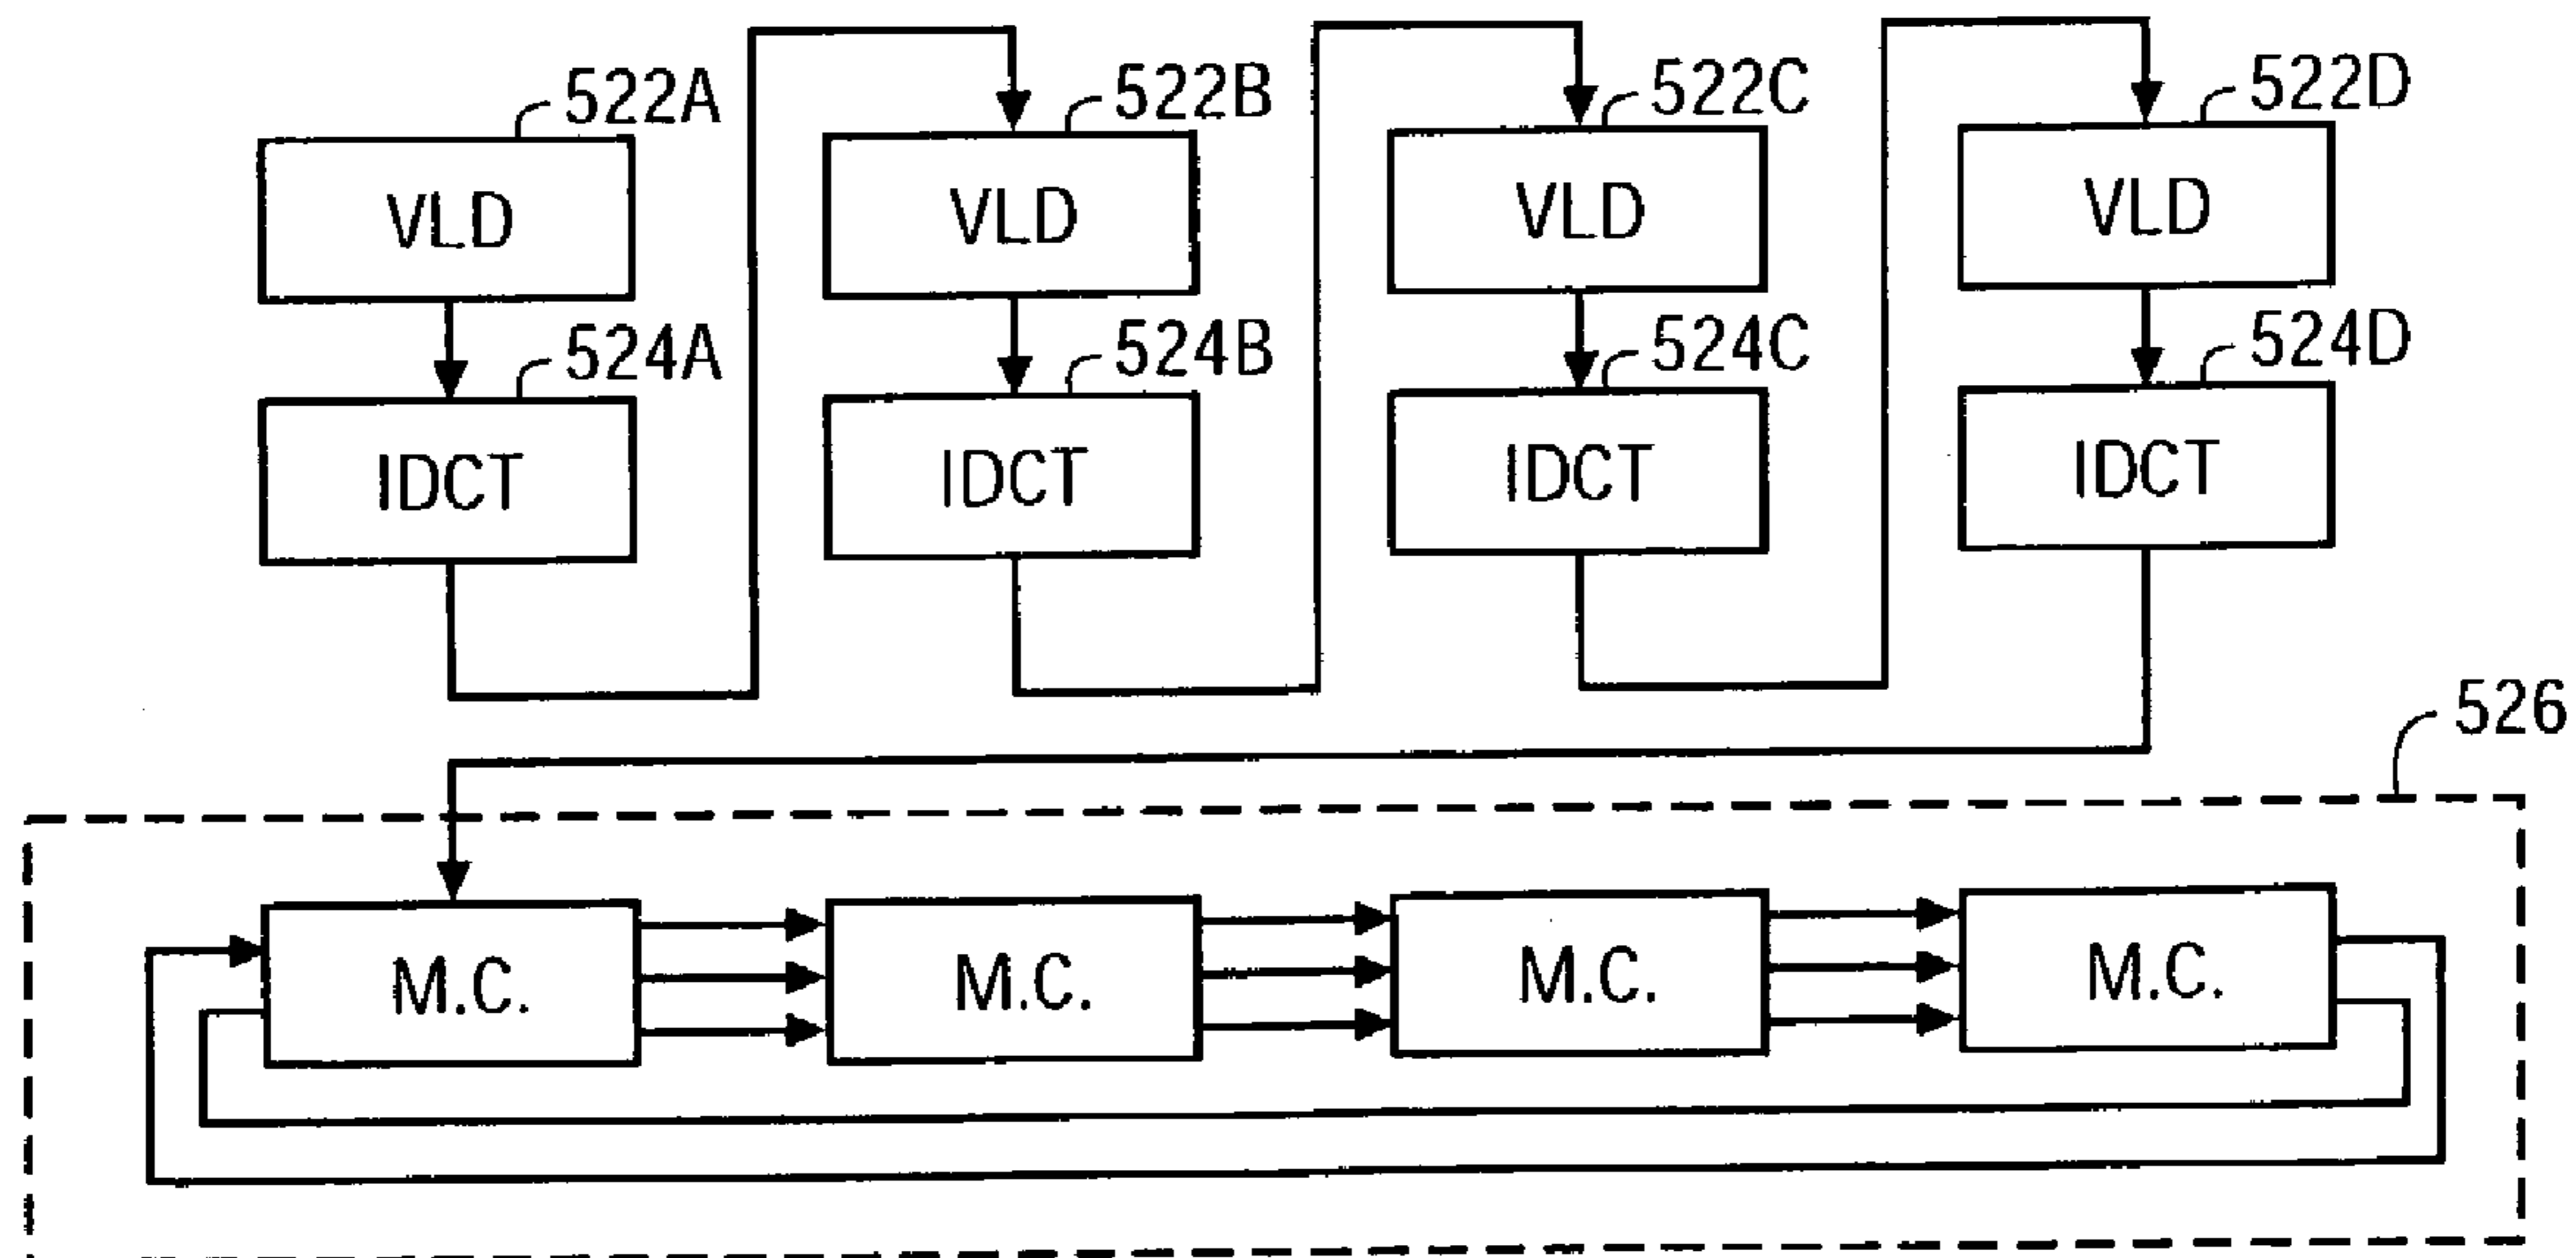 522A
522B
522C
522D
VLD
VLD
VLD
VLD
524A
524B
524C
524D
IDCT
IDCT
IDCT
IDCT
526
M.C.
M.C.
M.C.
M.C.